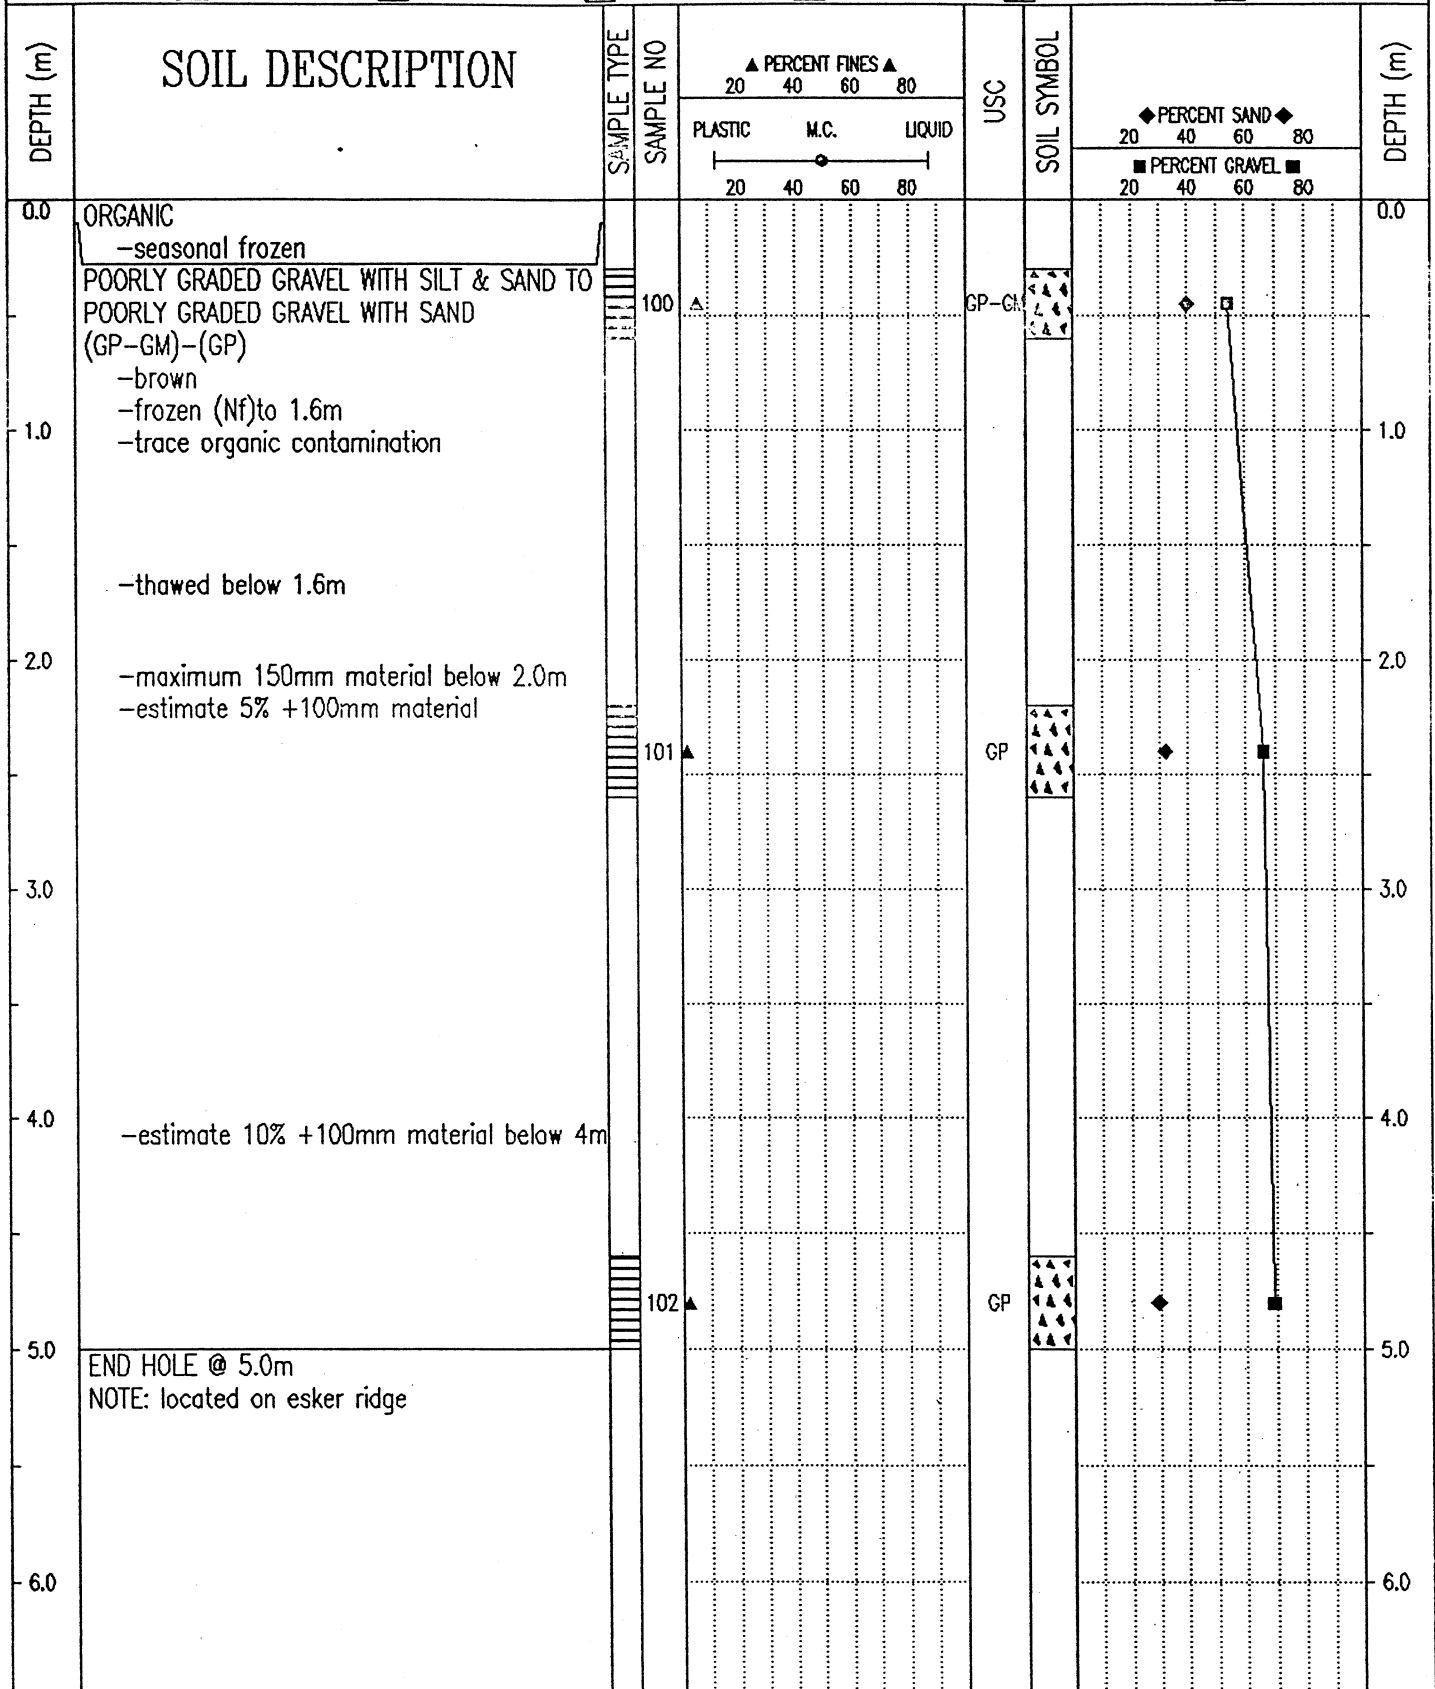 DEPTH (m)
SOIL DESCRIPTION
SAMPLE TYPE
SAMPLE NO
▲ PERCENT FINES ▲
20 40 60 80
PLASTIC M.C. LIQUID
20 40 60 80
USC
SOIL SYMBOL
◆ PERCENT SAND ◆
20 40 60 80
■ PERCENT GRAVEL ■
20 40 60 80
DEPTH (m)
0.0 ORGANIC 0.0
-seasonal frozen
POORLY GRADED GRAVEL WITH SILT & SAND TO
100 GP-GM
POORLY GRADED GRAVEL WITH SAND
(GP-GM)-(GP)
-brown
-frozen (Nf)to 1.6m
1.0 1.0
-trace organic contamination
-thawed below 1.6m
2.0 2.0
-maximum 150mm material below 2.0m
-estimate 5% +100mm material
101 GP
3.0 3.0
4.0 4.0
-estimate 10% +100mm material below 4m
102 GP
5.0 5.0
END HOLE @ 5.0m
NOTE: located on esker ridge
6.0 6.0